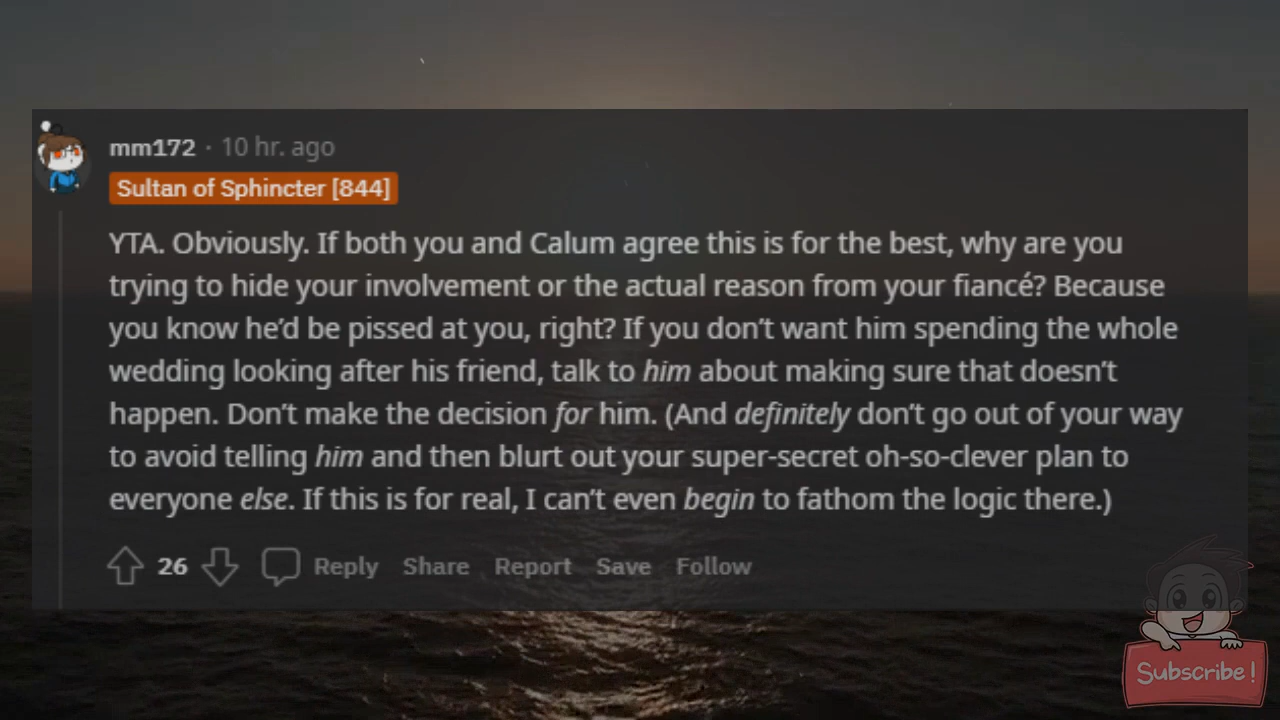 mm172 · 10 hr. ago
Sultan of Sphincter [844]
YTA. Obviously. If both you and Calum agree this is for the best, why are you
trying to hide your involvement or the actual reason from your fiancé? Because
you know he’d be pissed at you, right? If you don’t want him spending the whole
wedding looking after his friend, talk to him about making sure that doesn’t
happen. Don’t make the decision for him. (And definitely don’t go out of your way
to avoid telling him and then blurt out your super-secret oh-so-clever plan to
everyone else. If this is for real, I can’t even begin to fathom the logic there.)
26 Reply Share Report Save Follow
Subscribe!